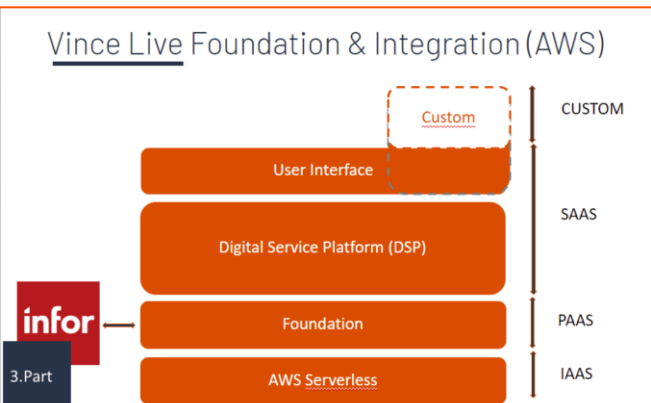 Vince Live Foundation & Integration (AWS)
Custom
CUSTOM
User Interface
SAAS
Digital Service Platform (DSP)
infor
Foundation
PAAS
3.Part
AWS Serverless
IAAS